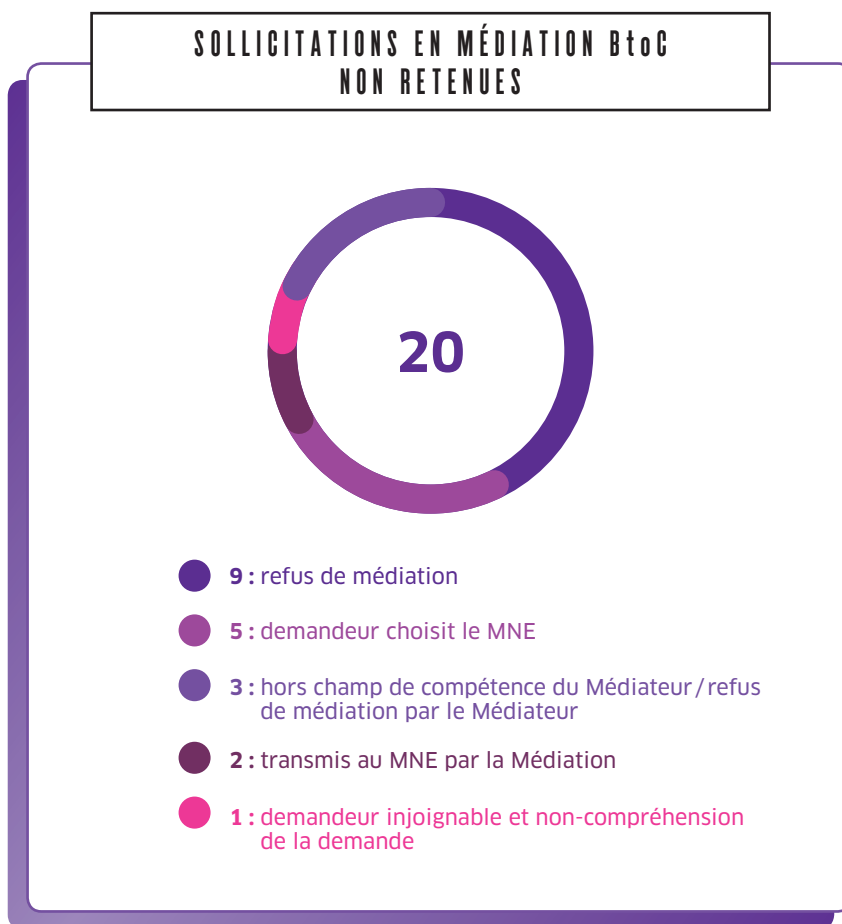 SOLLICITATIONS EN MÉDIATION BtoC
NON RETENUES
20
9 : refus de médiation
5 : demandeur choisit le MNE
3 : hors champ de compétence du Médiateur/refus
de médiation par le Médiateur
2 : transmis au MNE par la Médiation
1 : demandeur injoignable et non-compréhension
de la demande